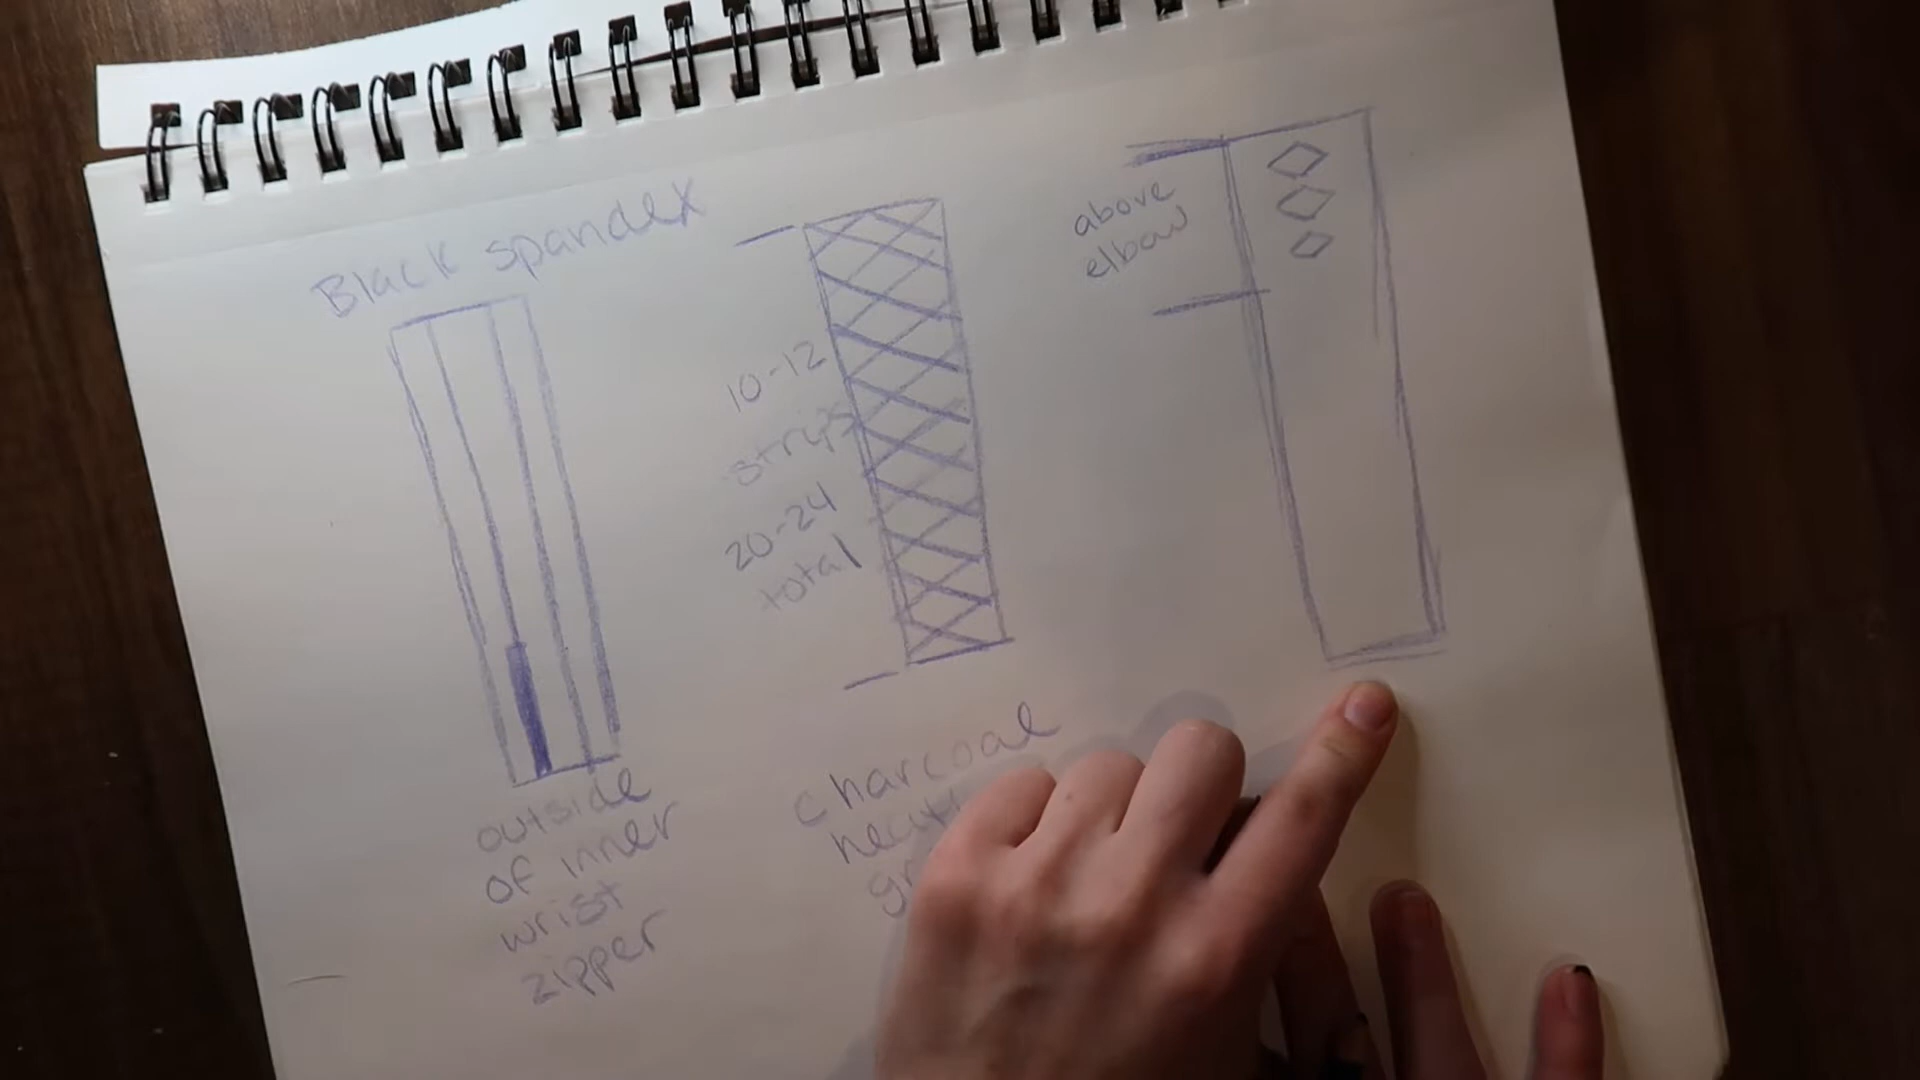 Black spandex
outside
of inner
wrist
zipper
10-12
strips
20-24
total
charcoal
above
elbow